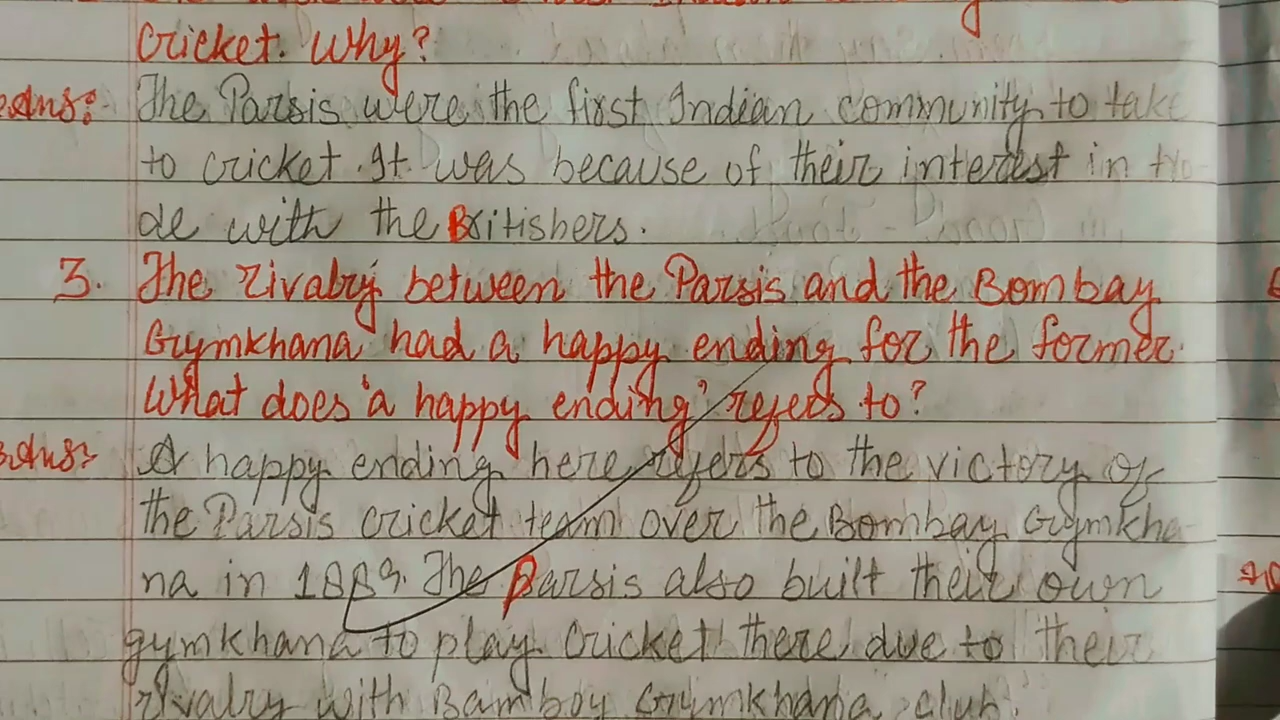 Cricket. Why?
Ans: The Parsis were the first Indian community to take
to cricket. It was because of their interest in tra-
de with the Britishers.
3. The rivalry between the Parsis and the Bombay
Gymkhana had a happy ending for the former.
What does 'a happy ending' refers to?
3. Ans: A happy ending here refers to the victory of
the Parsis cricket team over the Bombay Gymkha-
na in 1889. The Parsis also built their own
gymkhana to play cricket there due to their
rivalry with Bamboy Gymkhana club.